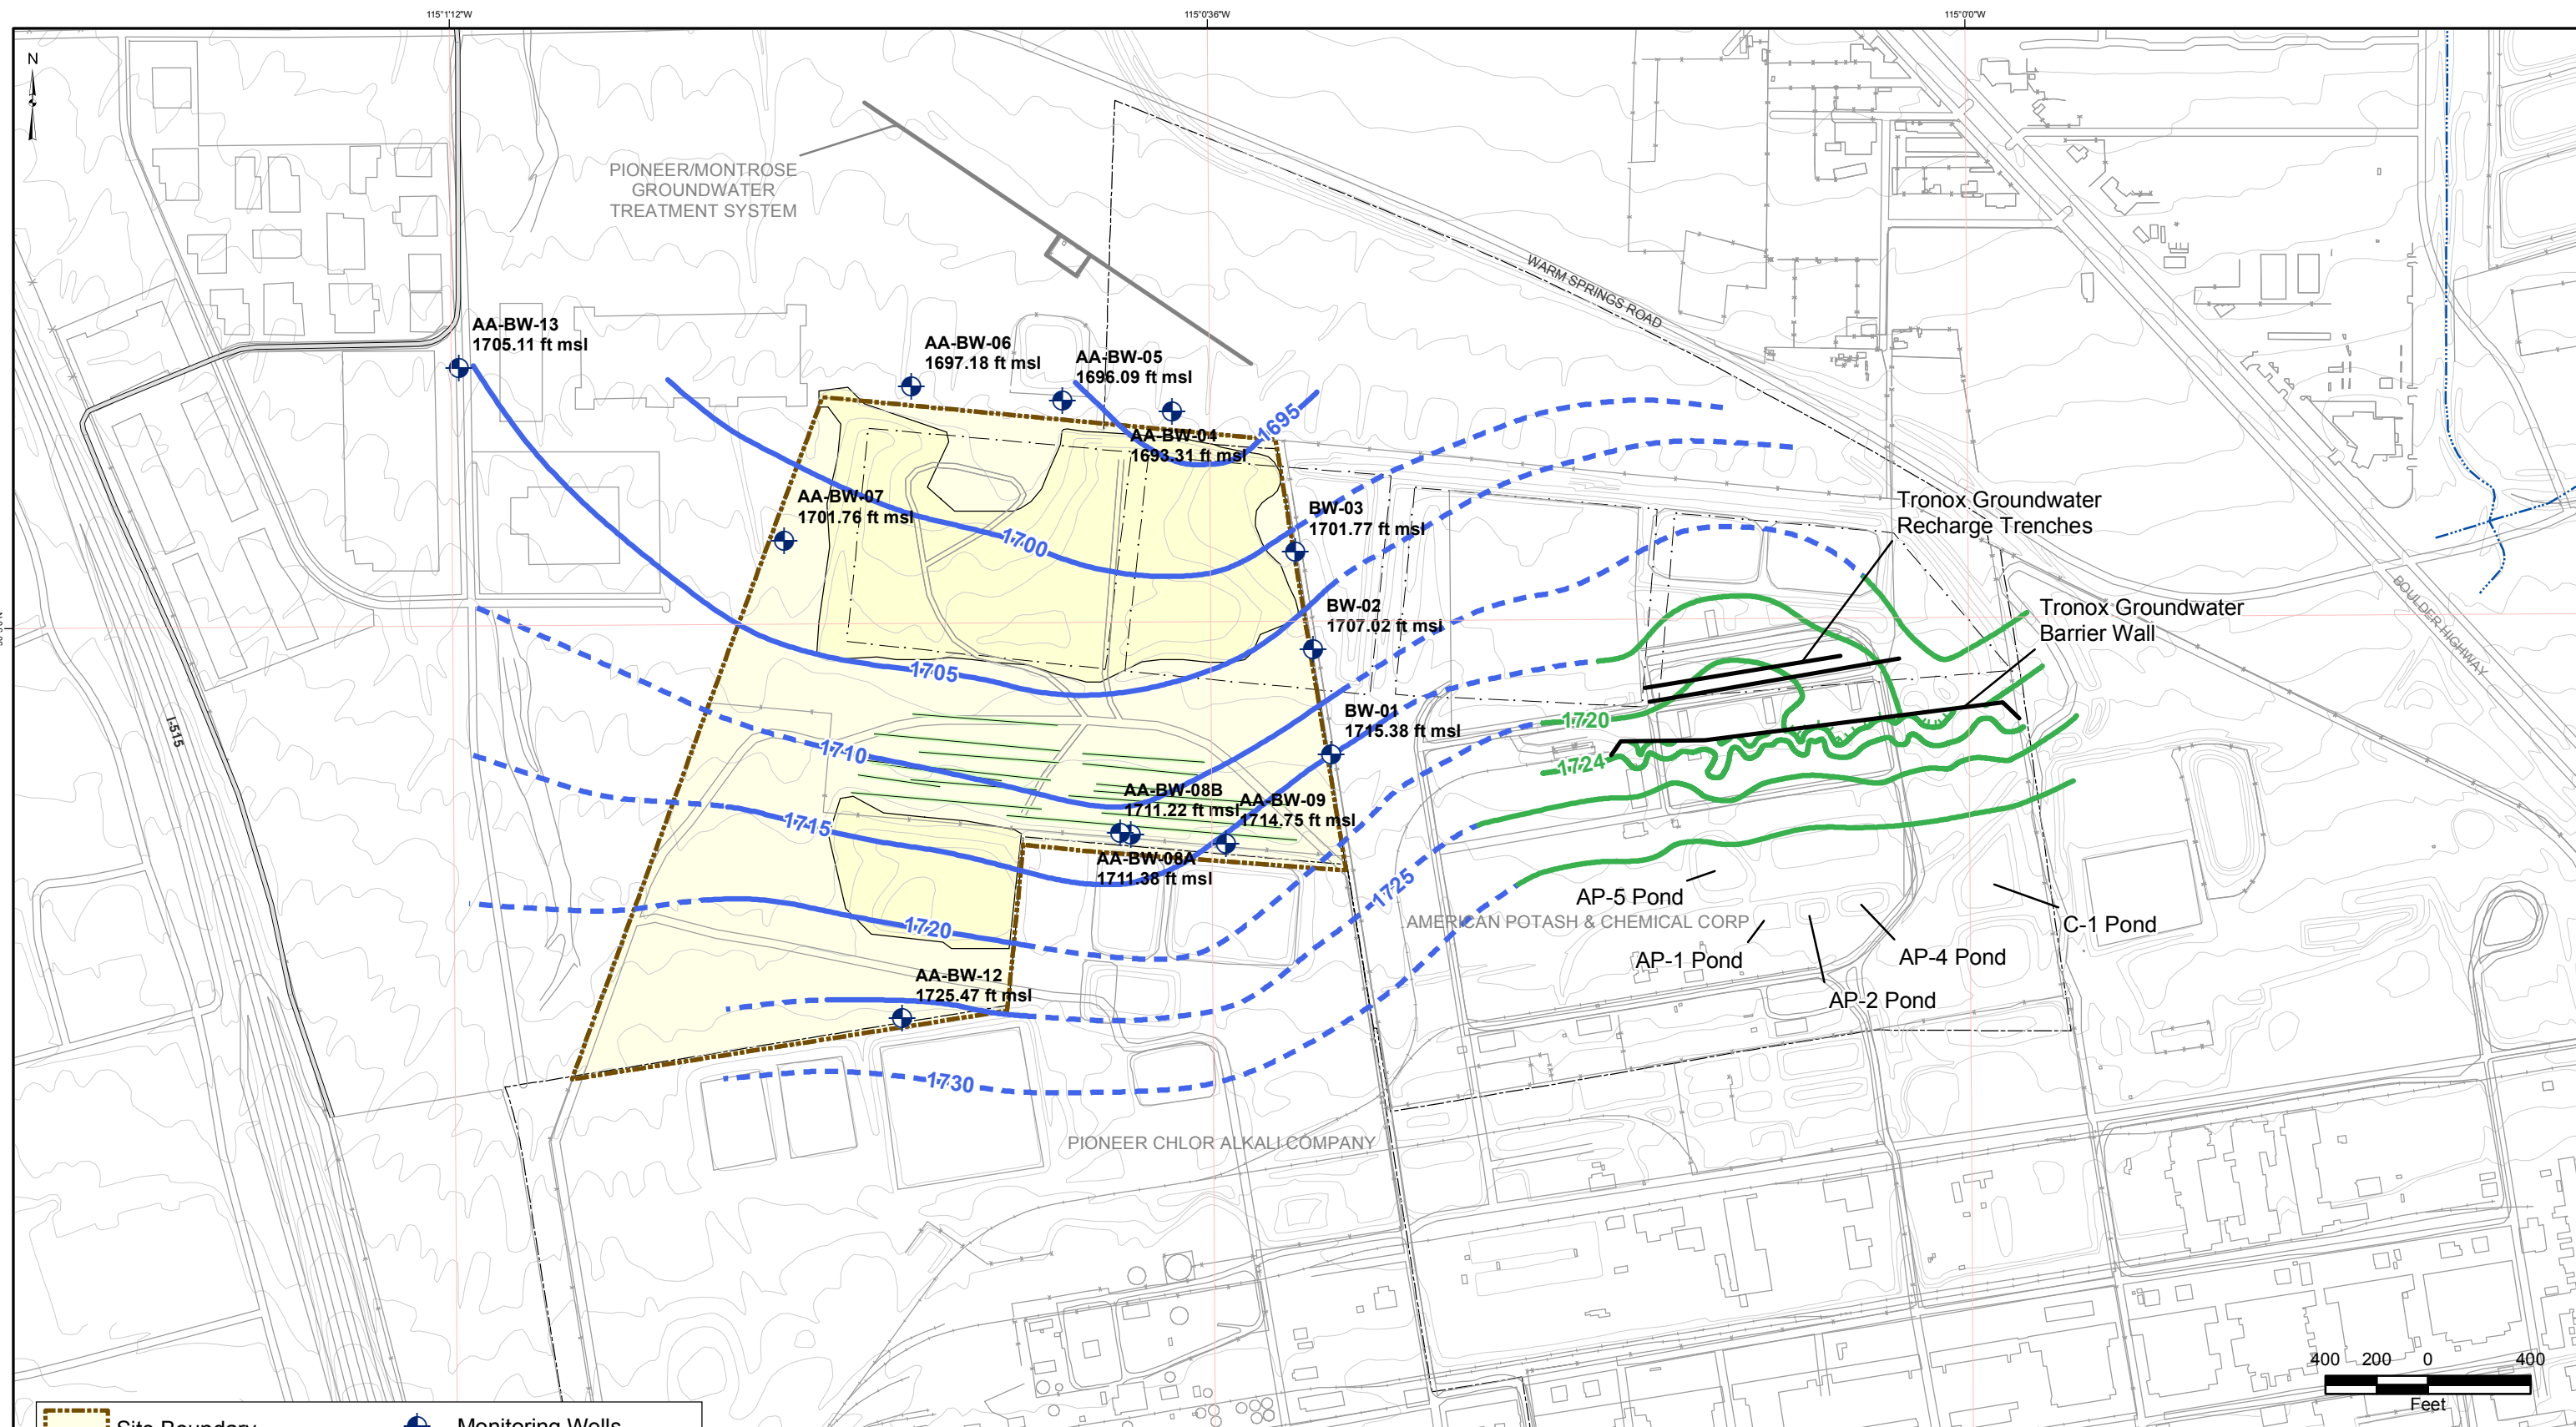 115°1'12"W
115°0'36"W
115°0'0"W
N
PIONEER/MONTROSE
GROUNDWATER
TREATMENT SYSTEM
WARM SPRINGS ROAD
AA-BW-13
1705.11 ft msl
AA-BW-06
1697.18 ft msl
AA-BW-05
1696.09 ft msl
1695
AA-BW-04
1693.31 ft msl
AA-BW-07
1701.76 ft msl
BW-03
1701.77 ft msl
Tronox Groundwater
Recharge Trenches
1700
BW-02
1707.02 ft msl
Tronox Groundwater
Barrier Wall
BOULDER HIGHWAY
1705
I-515
BW-01
1715.38 ft msl
1720
1710
1724
AA-BW-08B
1711.22 ft msl
AA-BW-09
1714.75 ft msl
1715
AA-BW-08A
1711.38 ft msl
1725
AP-5 Pond
AMERICAN POTASH & CHEMICAL CORP
C-1 Pond
1720
AP-1 Pond
AP-4 Pond
AA-BW-12
1725.47 ft msl
AP-2 Pond
1730
PIONEER CHLOR ALKALI COMPANY
400 200 0 400
Feet
Site Boundary
Monitoring Wells